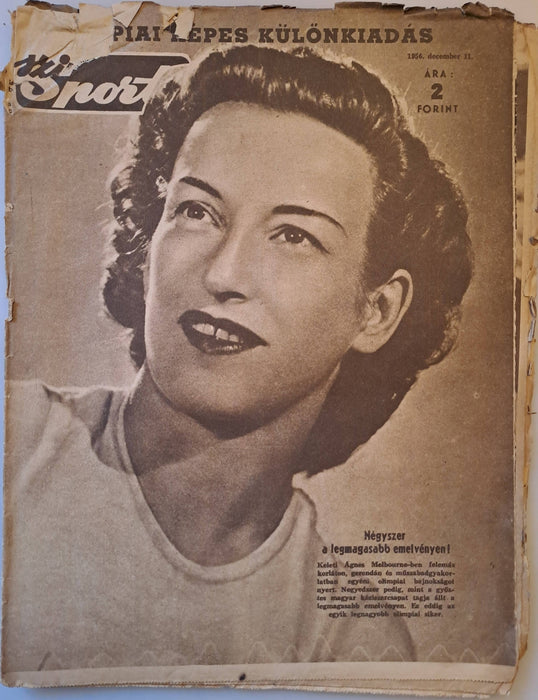 PIAI KÉPES KÜLÖNKIADÁS
1956. december 11.
Sport
ÁRA:
2
FORINT
Négyszer
a legmagasabb emelvényen!
Keleti Ágnes Melbourne-ben felemás
korláton, gerendán és műszabadgyakor-
latban egyéni olimpiai bajnokságot
nyert. Negyedszer pedig, mint a győz-
tes magyar kéziszercsapat tagja állt a
legmagasabb emelvényen. Ez eddig az
egyik legnagyobb olimpiai siker.